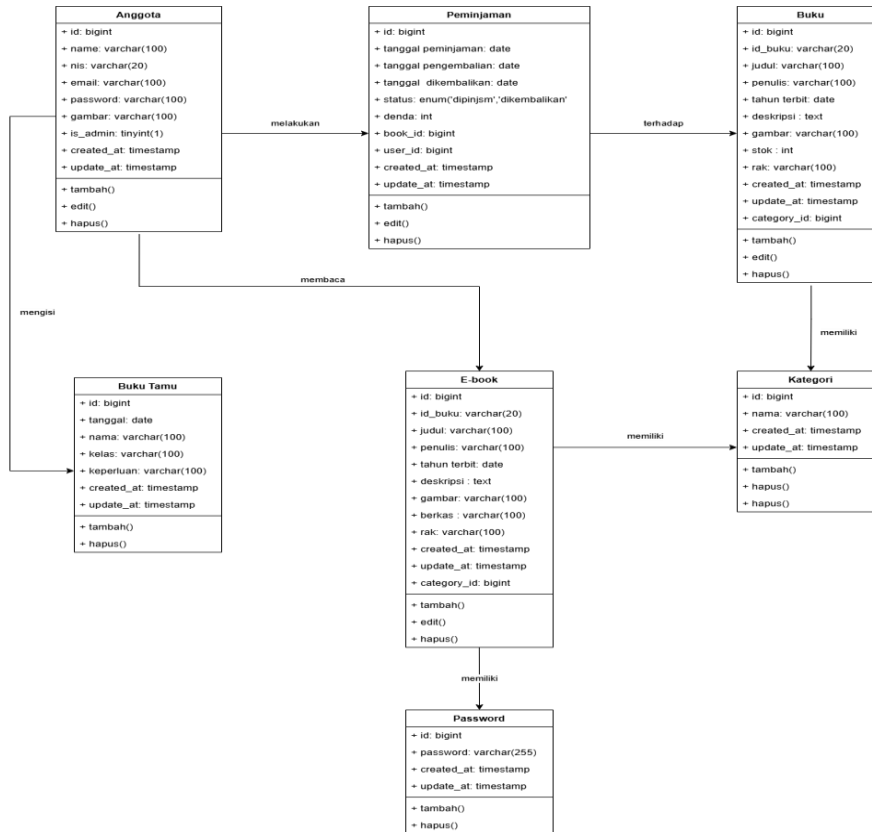 Anggota
+ id: bigint
+ name: varchar(100)
+ nis: varchar(20)
+ email: varchar(100)
+ password: varchar(100)
+ gambar: varchar(100)
+ is_admin: tinyint(1)
+ created_at: timestamp
+ update_at: timestamp
+ tambah()
+ edit()
+ hapus()
melakukan
Peminjaman
+ id: bigint
+ tanggal peminjaman: date
+ tanggal pengembalian: date
+ tanggal dikembalikan: date
+ status: enum('dipinjsm','dikembalikan'
+ denda: int
+ book_id: bigint
+ user_id: bigint
+ created_at: timestamp
+ update_at: timestamp
+ tambah()
+ edit()
+ hapus()
terhadap
Buku
+ id: bigint
+ id_buku: varchar(20)
+ judul: varchar(100)
+ penulis: varchar(100)
+ tahun terbit: date
+ deskripsi : text
+ gambar: varchar(100)
+ stok : int
+ rak: varchar(100)
+ created_at: timestamp
+ update_at: timestamp
+ category_id: bigint
+ tambah()
+ edit()
+ hapus()
membaca
mengisi
memiliki
Buku Tamu
+ id: bigint
+ tanggal: date
+ nama: varchar(100)
+ kelas: varchar(100)
+ keperluan: varchar(100)
+ created_at: timestamp
+ update_at: timestamp
+ tambah()
+ hapus()
E-book
+ id: bigint
+ id_buku: varchar(20)
+ judul: varchar(100)
+ penulis: varchar(100)
+ tahun terbit: date
+ deskripsi : text
+ gambar: varchar(100)
+ berkas : varchar(100)
+ rak: varchar(100)
+ created_at: timestamp
+ update_at: timestamp
+ category_id: bigint
+ tambah()
+ edit()
+ hapus()
memiliki
Kategori
+ id: bigint
+ nama: varchar(100)
+ created_at: timestamp
+ update_at: timestamp
+ tambah()
+ hapus()
+ hapus()
memiliki
Password
+ id: bigint
+ password: varchar(255)
+ created_at: timestamp
+ update_at: timestamp
+ tambah()
+ hapus()